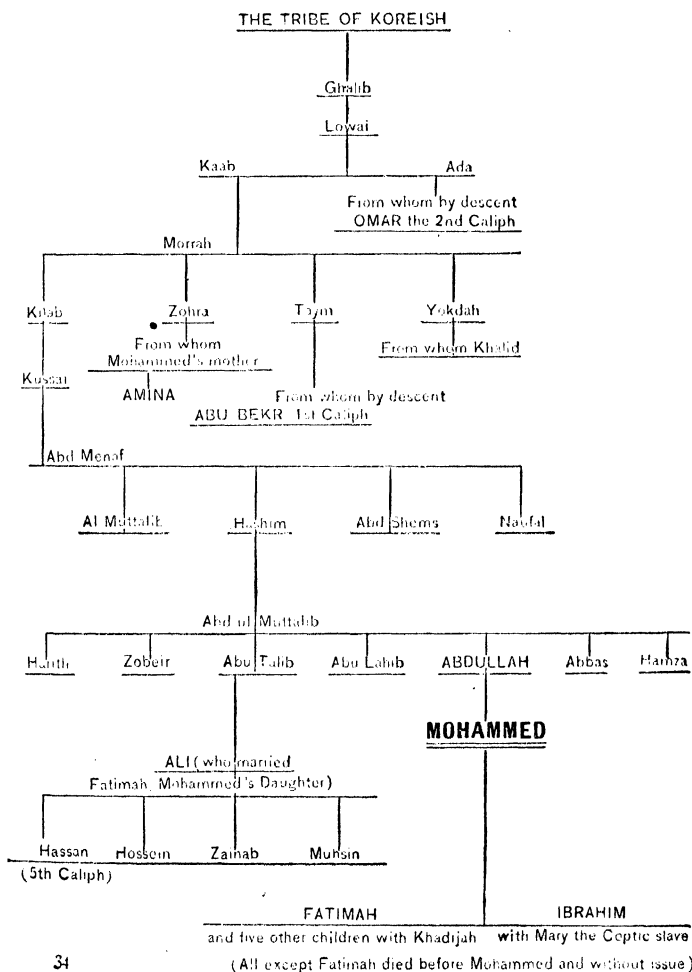 THE TRIBE OF KOREISH
Ghalib
Lowai
Kaab Ada
From whom by descent
OMAR the 2nd Caliph
Morrah
Kilab Zohra Taym Yokdah
From whom
Mohammed's mother
From whom Khalid
Kussai
AMINA
From whom by descent
ABU BEKR 1st Caliph
Abd Menaf
Al Muttalib Hashim Abd Shems Naufal
Abd ul Muttalib
Harith Zobeir Abu Talib Abu Lahib ABDULLAH Abbas Hamza
MOHAMMED
ALI (who married
Fatimah, Mohammed's Daughter)
Hassan Hossein Zainab Muhsin
(5th Caliph)
FATIMAH IBRAHIM
and five other children with Khadijah with Mary the Coptic slave
34 (All except Fatimah died before Mohammed and without issue)